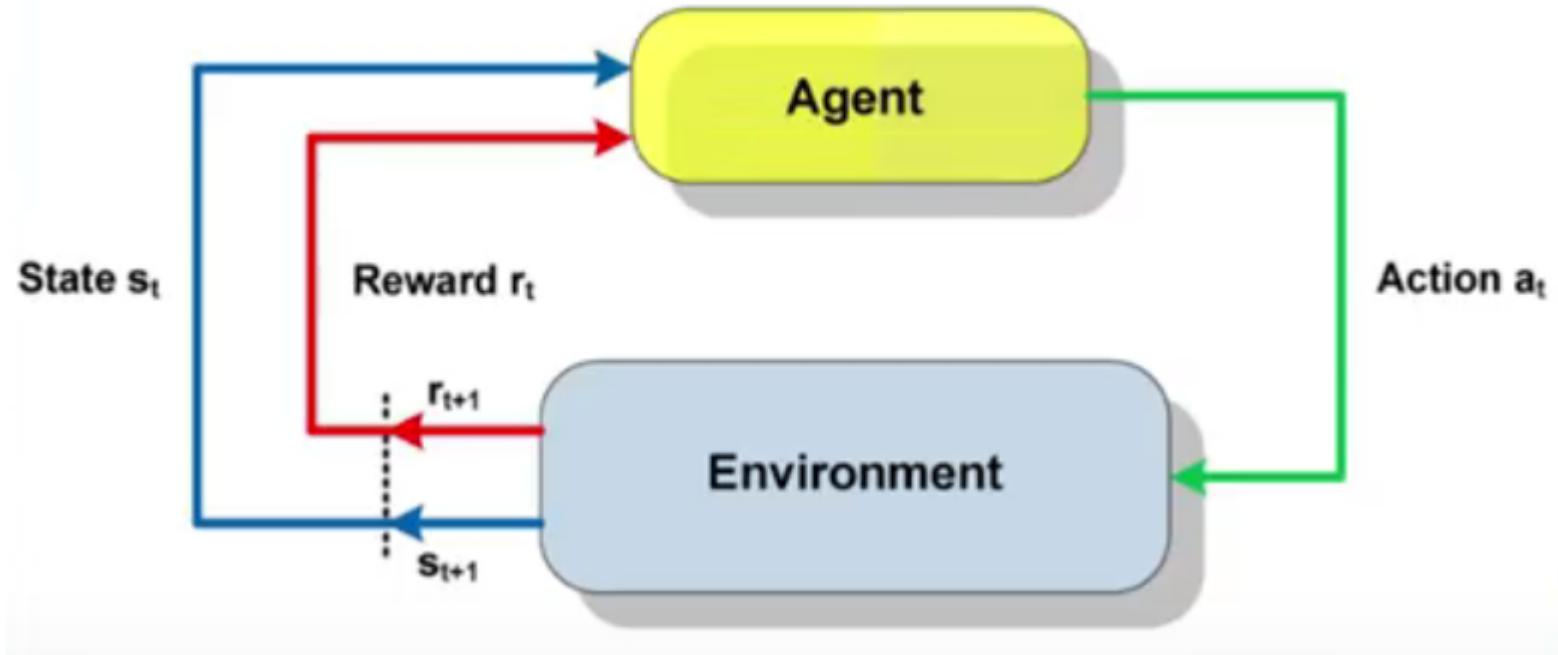 Agent
State sₜ
Reward rₜ
Action aₜ
rₜ₊₁
Environment
sₜ₊₁